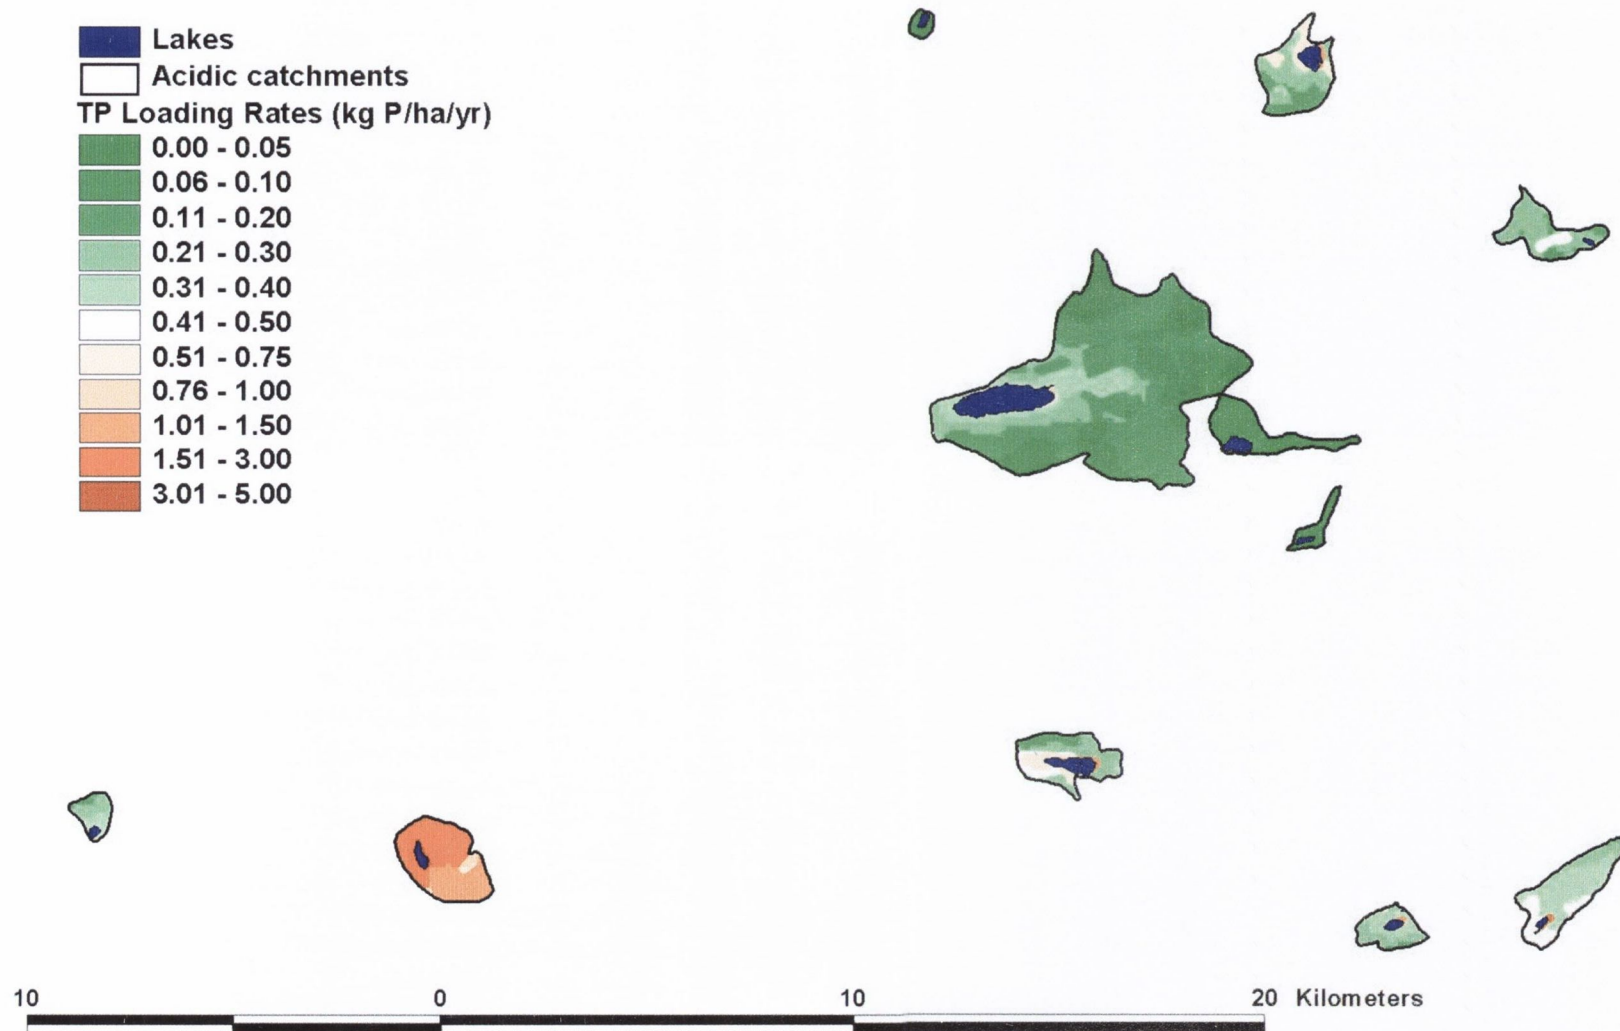 Lakes
Acidic catchments
TP Loading Rates (kg P/ha/yr)
0.00 - 0.05
0.06 - 0.10
0.11 - 0.20
0.21 - 0.30
0.31 - 0.40
0.41 - 0.50
0.51 - 0.75
0.76 - 1.00
1.01 - 1.50
1.51 - 3.00
3.01 - 5.00
10 0 10 20 Kilometers